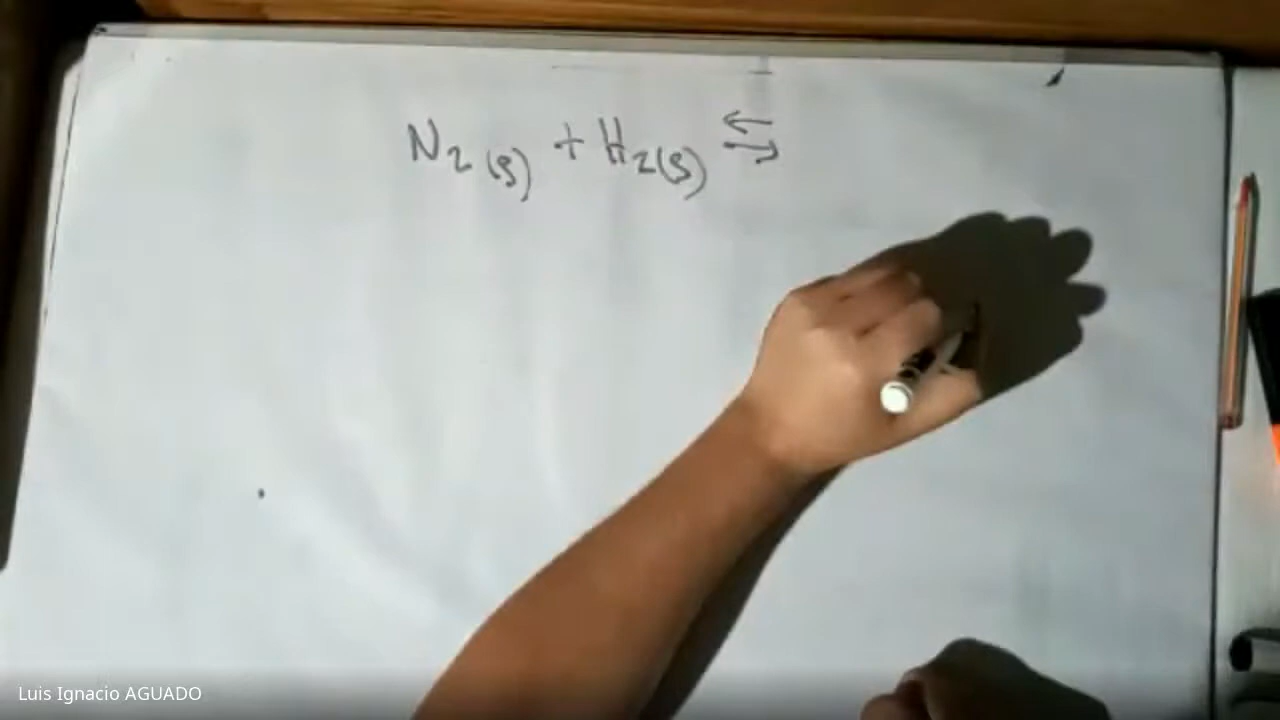 N₂(g) + H₂(g) ⇆
Luis Ignacio AGUADO